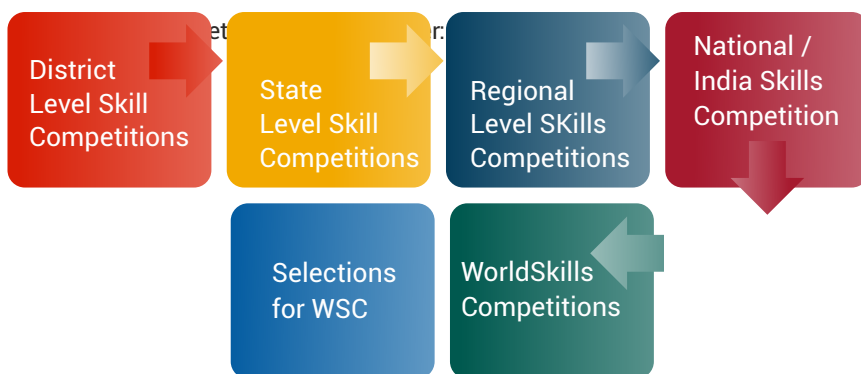 er:
District
Level Skill
Competitions
State
Level Skill
Competitions
Regional
Level SKills
Competitions
National /
India Skills
Competition
Selections
for WSC
WorldSkills
Competitions